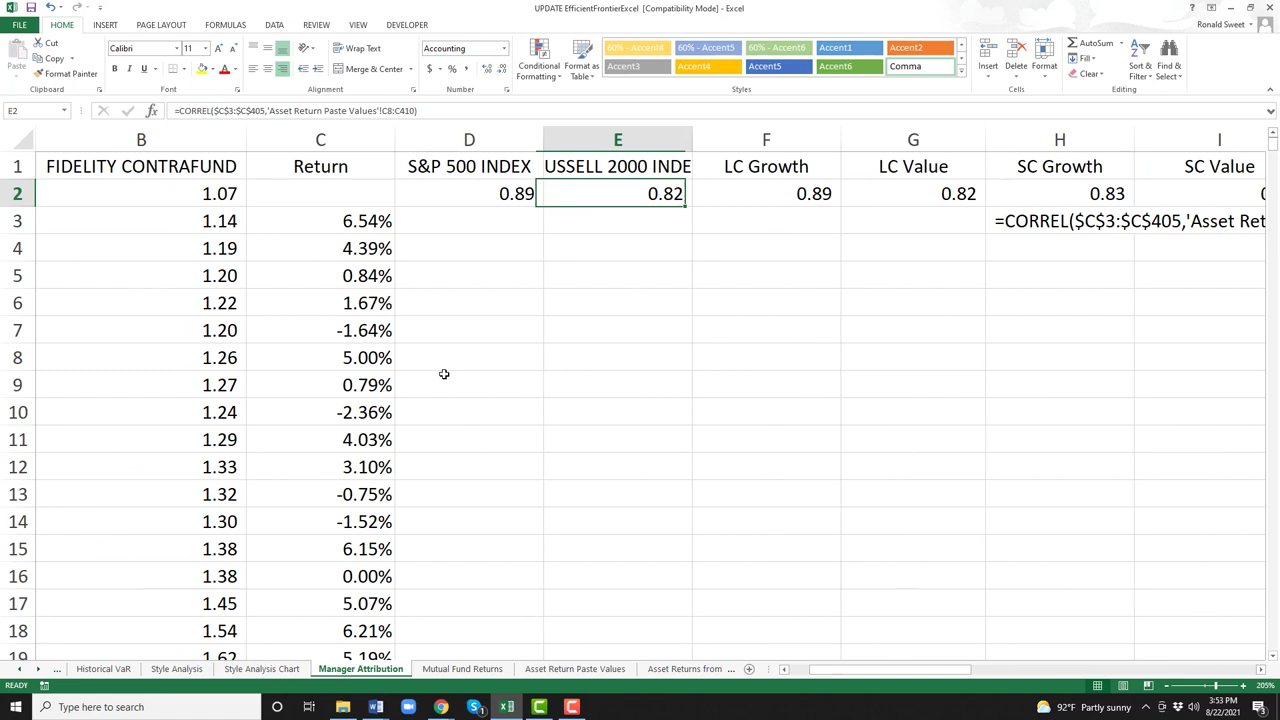 UPDATE EfficientFrontierExcel [Compatibility Mode] - Excel
FILE HOME INSERT PAGE LAYOUT FORMULAS DATA REVIEW VIEW DEVELOPER
Ronald Sweet
Paste
Cut
Copy
Format Painter
Clipboard
Calibri 11
B I U
Font
Wrap Text
Merge & Center
Alignment
Accounting
$ % ,
Number
Conditional Formatting
Format as Table
60% - Accent4 60% - Accent5 60% - Accent6 Accent1 Accent2
Accent3 Accent4 Accent5 Accent6 Comma
Styles
Insert Delete Format
Cells
AutoSum
Fill
Clear
Sort & Filter
Find & Select
Editing
E2 fx =CORREL($C$3:$C$405,'Asset Return Paste Values'!C8:C410)
B C D E F G H I
1 FIDELITY CONTRAFUND Return S&P 500 INDEX USSELL 2000 INDE LC Growth LC Value SC Growth SC Value
2 1.07 0.89 0.82 0.89 0.82 0.83
3 1.14 6.54% =CORREL($C$3:$C$405,'Asset Ret
4 1.19 4.39%
5 1.20 0.84%
6 1.22 1.67%
7 1.20 -1.64%
8 1.26 5.00%
9 1.27 0.79%
10 1.24 -2.36%
11 1.29 4.03%
12 1.33 3.10%
13 1.32 -0.75%
14 1.30 -1.52%
15 1.38 6.15%
16 1.38 0.00%
17 1.45 5.07%
18 1.54 6.21%
19 1.62 5.19%
... Historical VaR Style Analysis Style Analysis Chart Manager Attribution Mutual Fund Returns Asset Return Paste Values Asset Returns from ...
READY 205%
Type here to search
92°F Partly sunny
3:53 PM
8/22/2021